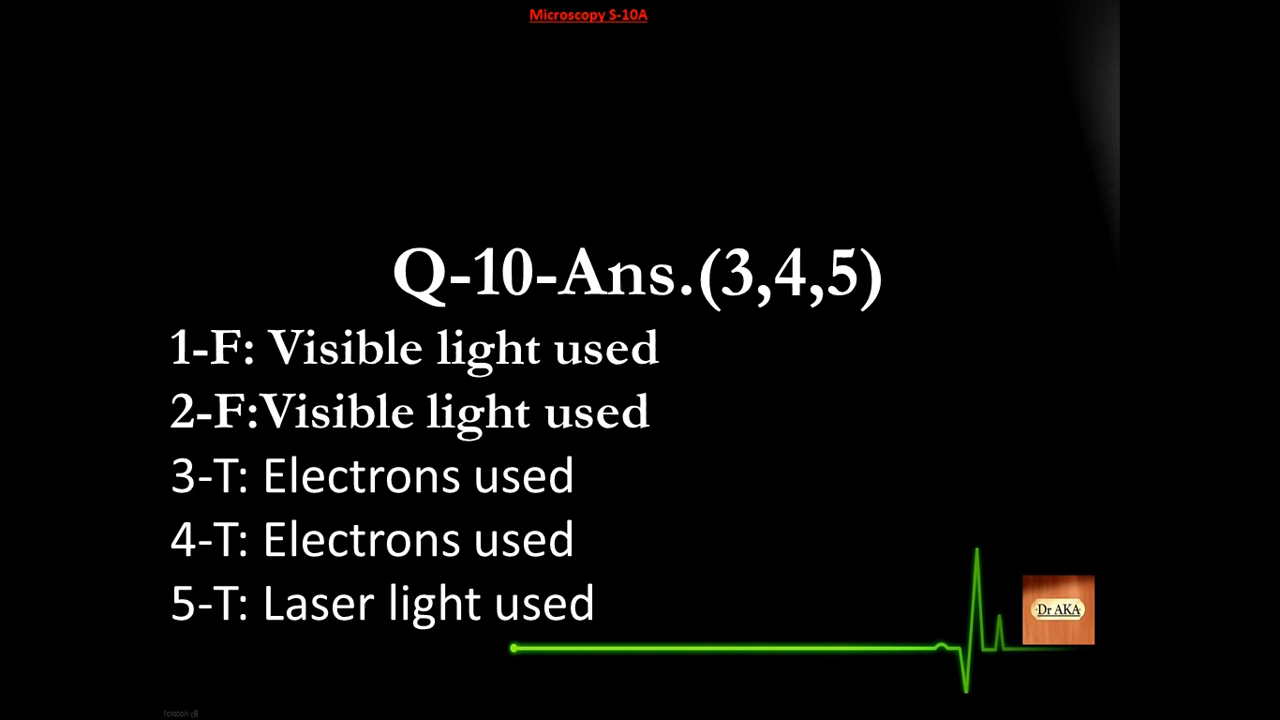 Microscopy S-10A
Q-10-Ans.(3,4,5)
1-F: Visible light used
2-F:Visible light used
3-T: Electrons used
4-T: Electrons used
5-T: Laser light used
Dr AKA